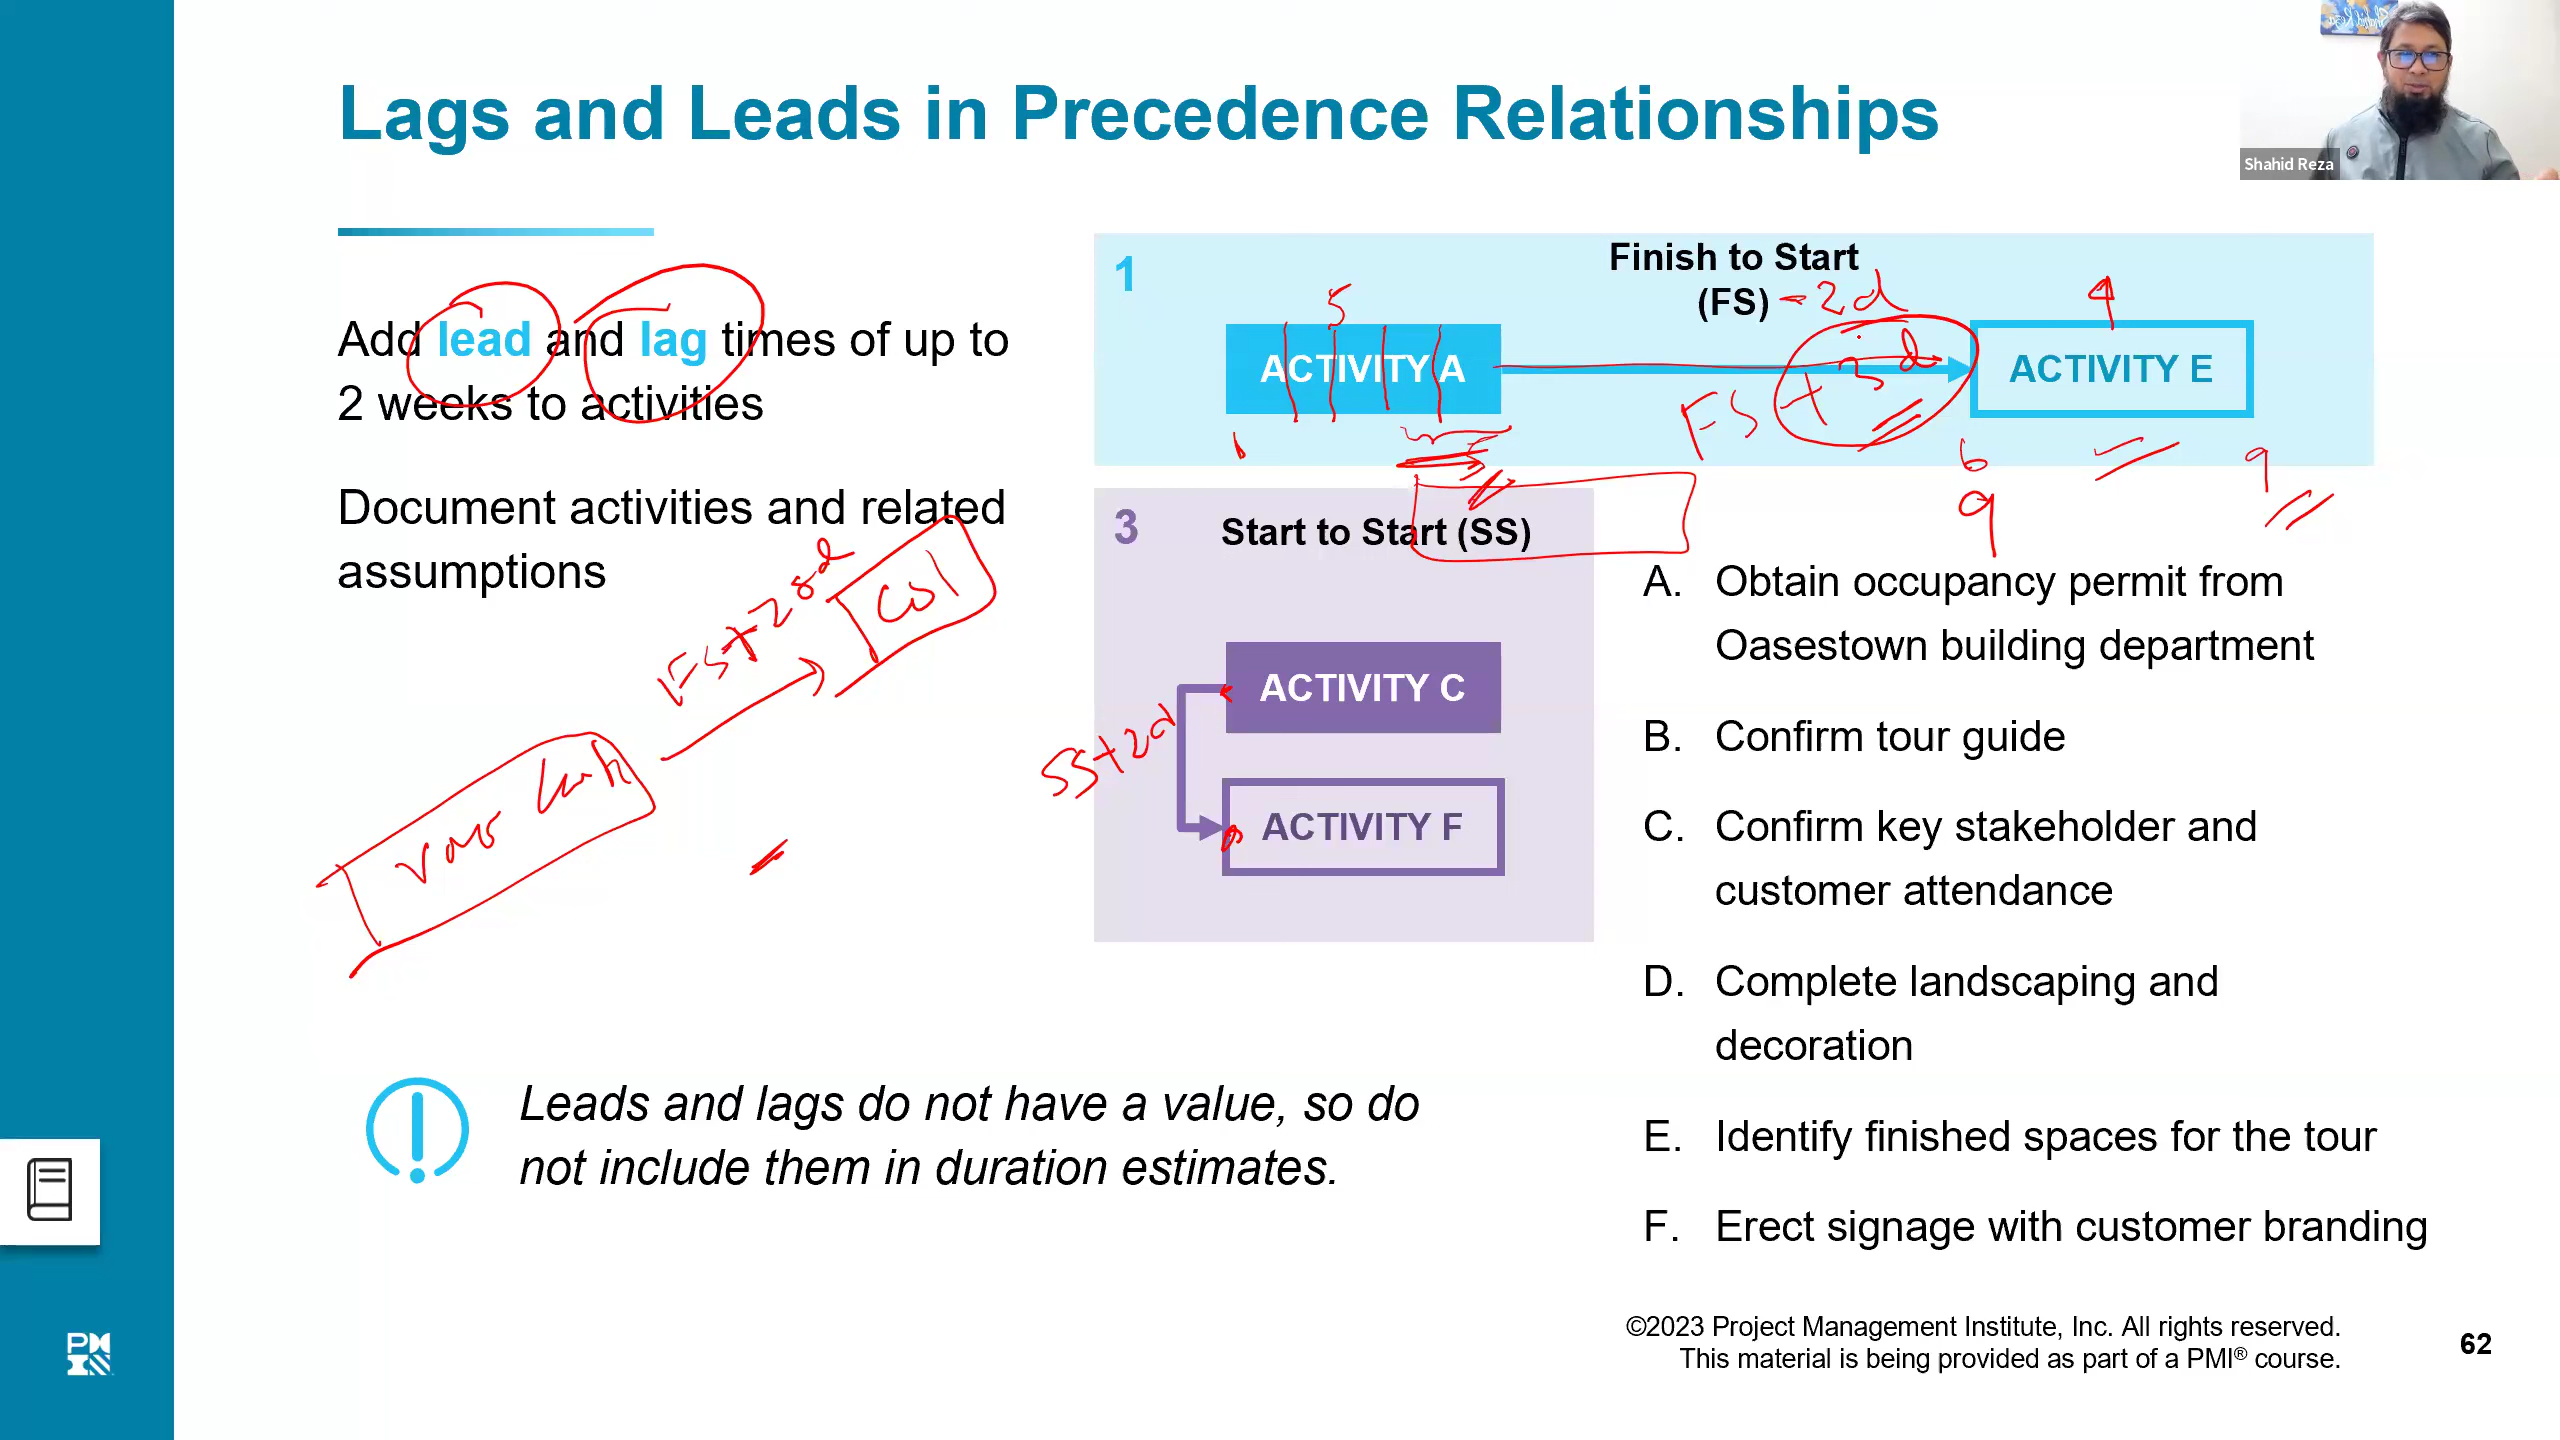 Lags and Leads in Precedence Relationships
Shahid Reza
Add lead and lag times of up to
2 weeks to activities
Document activities and related
assumptions
FS+28d
Col
1
Finish to Start
(FS) -2d
5
4
ACTIVITY A
ACTIVITY E
FS +3d
1
5
6
9
9
3
Start to Start (SS)
ACTIVITY C
SS+2d
ACTIVITY F
A. Obtain occupancy permit from
Oasestown building department
B. Confirm tour guide
C. Confirm key stakeholder and
customer attendance
D. Complete landscaping and
decoration
E. Identify finished spaces for the tour
F. Erect signage with customer branding
Leads and lags do not have a value, so do
not include them in duration estimates.
©2023 Project Management Institute, Inc. All rights reserved.
This material is being provided as part of a PMI® course.
62